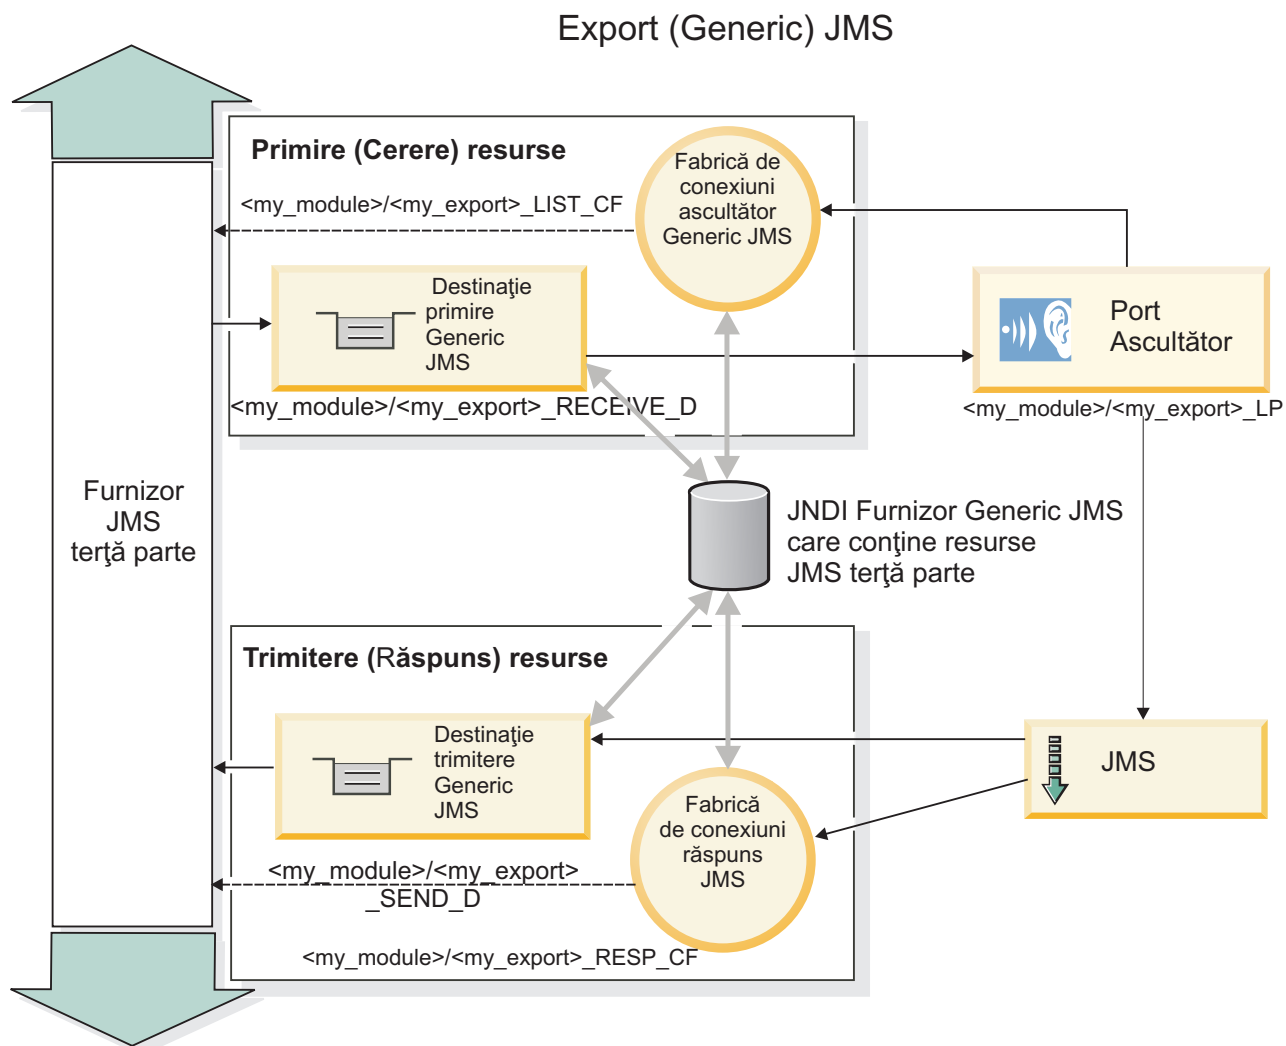 Export (Generic) JMS
Primire (Cerere) resurse
<my_module>/<my_export>_LIST_CF
Fabrică de
conexiuni
ascultător
Generic JMS
Destinaţie
primire
Generic
JMS
<my_module>/<my_export>_RECEIVE_D
Port
Ascultător
<my_module>/<my_export>_LP
Furnizor
JMS
terţă parte
JNDI Furnizor Generic JMS
care conţine resurse
JMS terţă parte
Trimitere (Răspuns) resurse
Destinaţie
trimitere
Generic
JMS
JMS
Fabrică
de conexiuni
răspuns
JMS
<my_module>/<my_export>
_SEND_D
<my_module>/<my_export>_RESP_CF